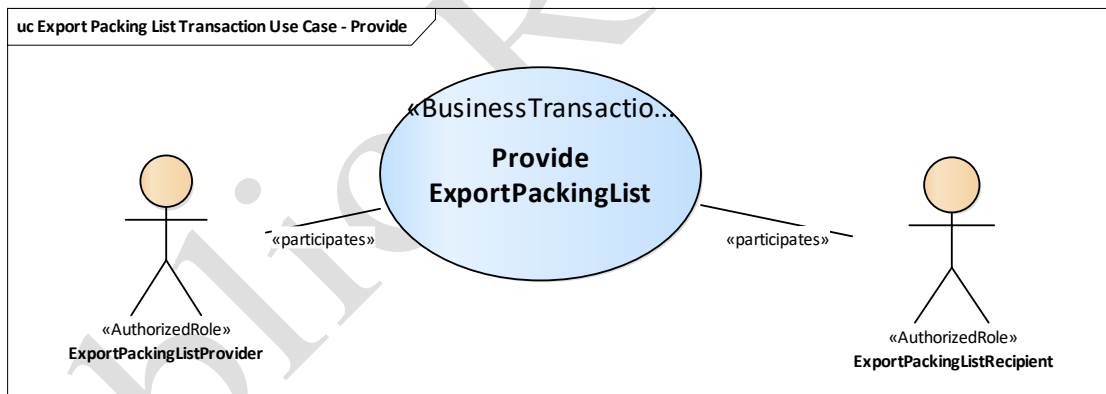 uc Export Packing List Transaction Use Case - Provide
«BusinessTransactio...
Provide
ExportPackingList
«participates»
«participates»
«AuthorizedRole»
ExportPackingListProvider
«AuthorizedRole»
ExportPackingListRecipient